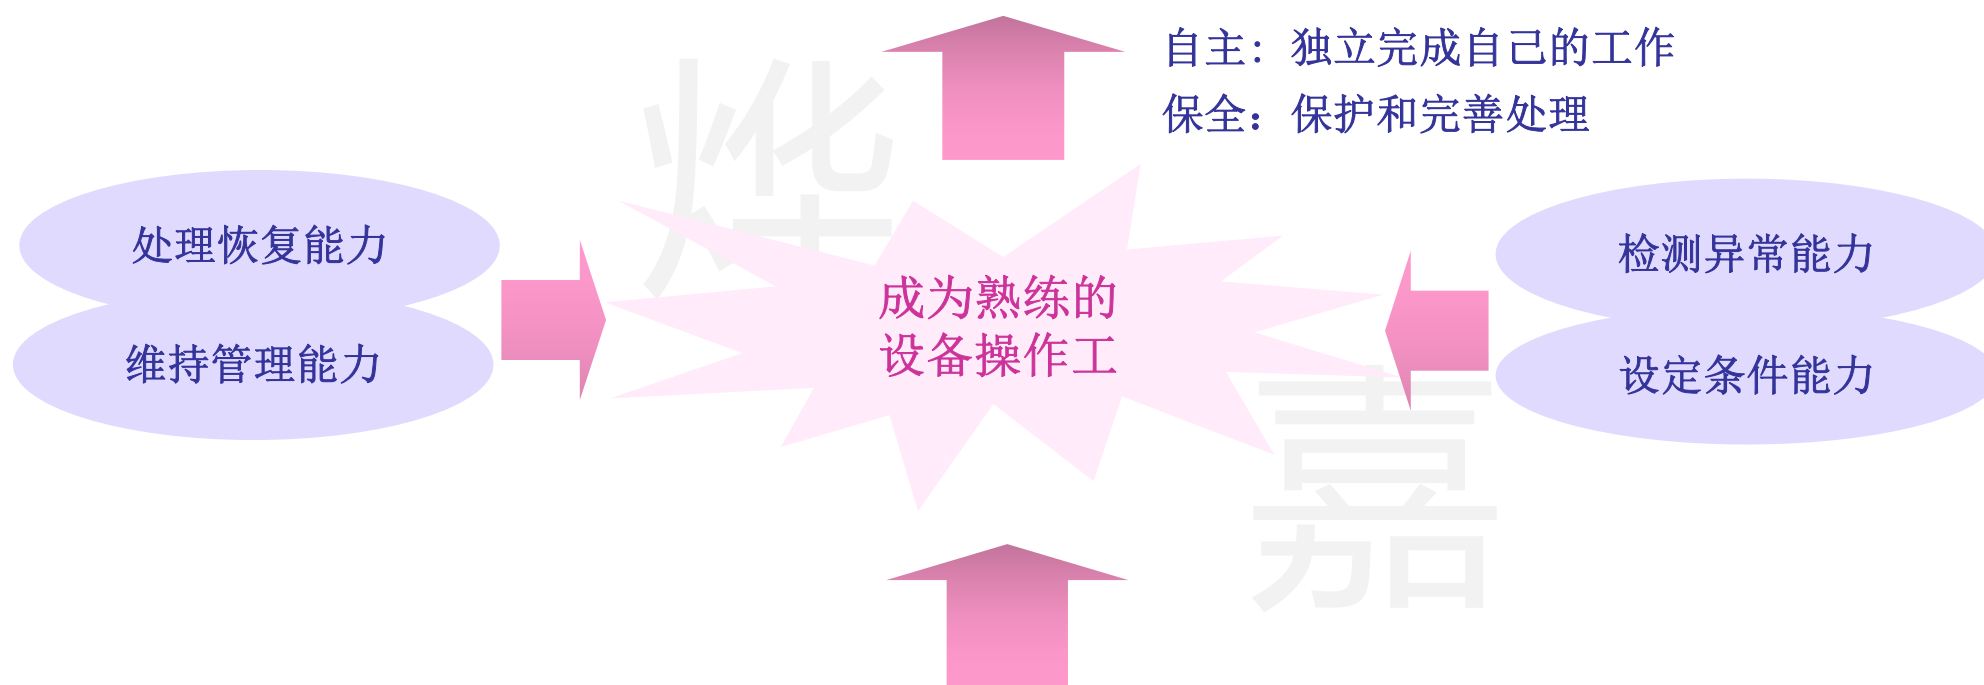 自主：独立完成自己的工作
保全：保护和完善处理
处理恢复能力
维持管理能力
成为熟练的
设备操作工
检测异常能力
设定条件能力
烨
嘉